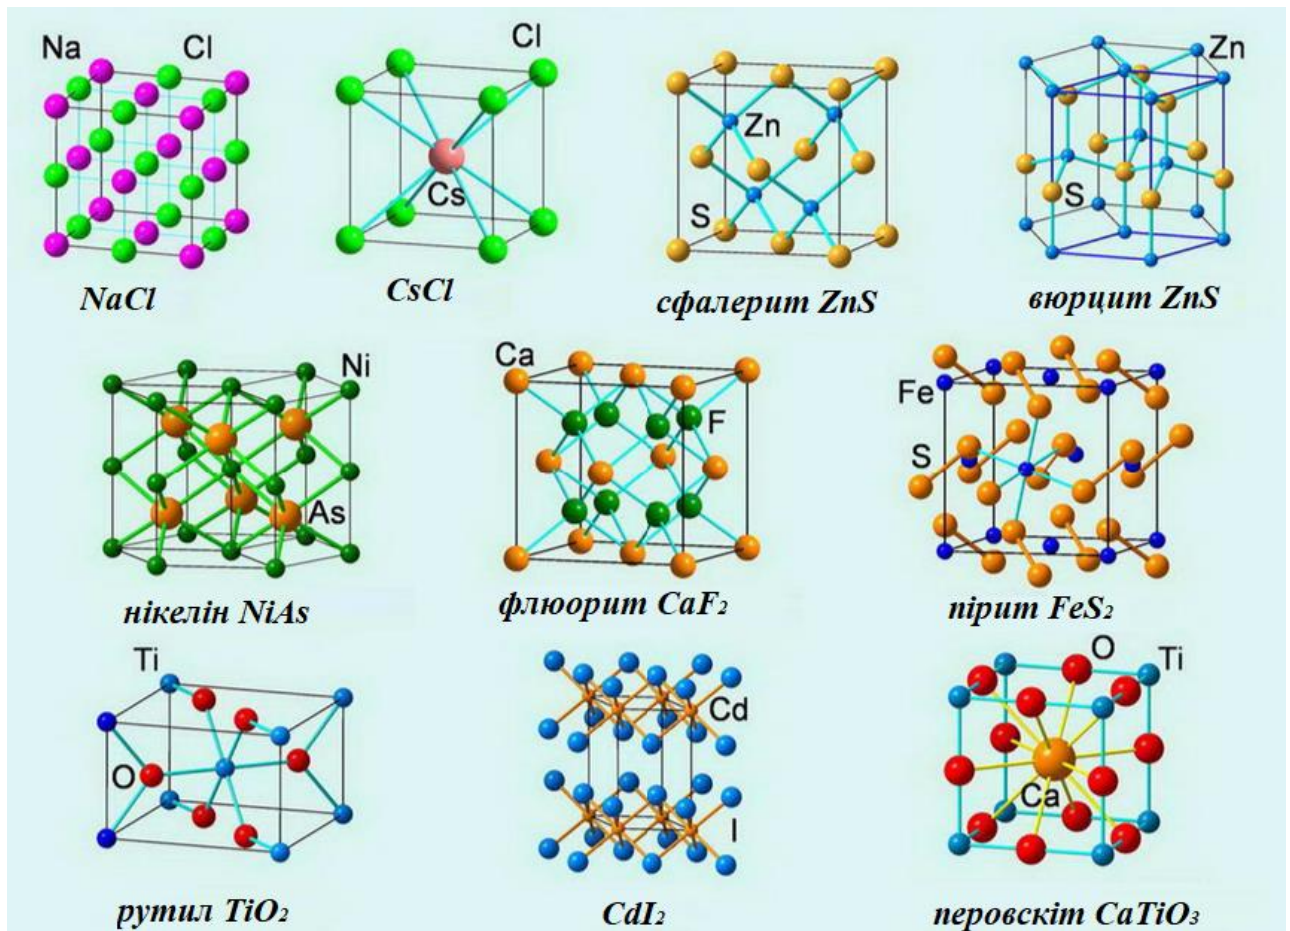 Na Cl
NaCl
Cl
Cs
CsCl
Zn
S
сфалерит ZnS
Zn
S
вюрцит ZnS
Ni
As
нікелін NiAs
Ca
F
флюорит CaF₂
Fe
S
пірит FeS₂
Ti
O
рутил TiO₂
Cd
I
CdI₂
O Ti
Ca
перовскіт CaTiO₃